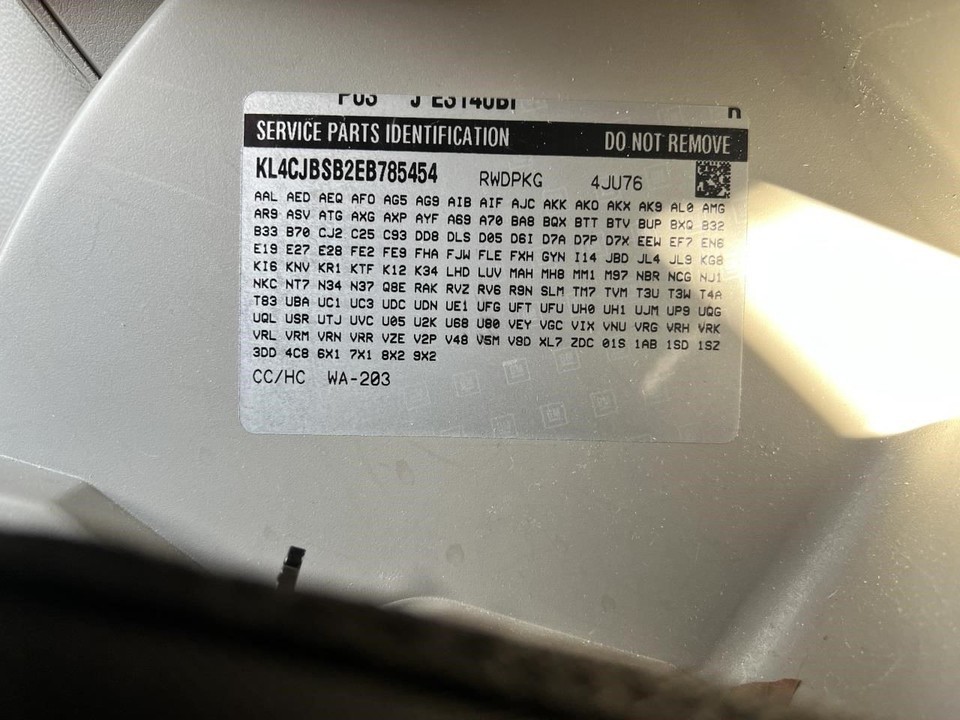 SERVICE PARTS IDENTIFICATION DO NOT REMOVE
KL4CJBSB2EB785454 RWDPKG 4JU76
AAL AED AEQ AFO AG5 AG9 AIB AIF AJC AKK AKO AKX AK9 AL0 AMG
AR9 ASV ATG AXG AXP AYF A69 A70 BA8 BQX BTT BTV BUP BXQ B32
B33 B70 CJ2 C25 C93 DD8 DLS D05 D6I D7A D7P D7X EEW EF7 EN6
E19 E27 E28 FE2 FE9 FHA FJW FLE FXH GYN I14 JBD JL4 JL9 KG8
KI6 KNV KR1 KTF K12 K34 LHD LUV MAH MH8 MM1 M97 NBR NCG NJ1
NKC NT7 N34 N37 Q8E RAK RVZ RV6 R9N SLM TM7 TVM T3U T3W T4A
T83 UBA UC1 UC3 UDC UDN UE1 UFG UFT UFU UH0 UH1 UJM UP9 UQG
UQL USR UTJ UVC U05 U2K U68 U80 VEY VGC VIX VNU VRG VRH VRK
VRL VRM VRN VRR VZE V2P V48 V5M V8D XL7 ZDC 01S 1AB 1SD 1SZ
3DD 4C8 6X1 7X1 8X2 9X2
CC/HC WA-203